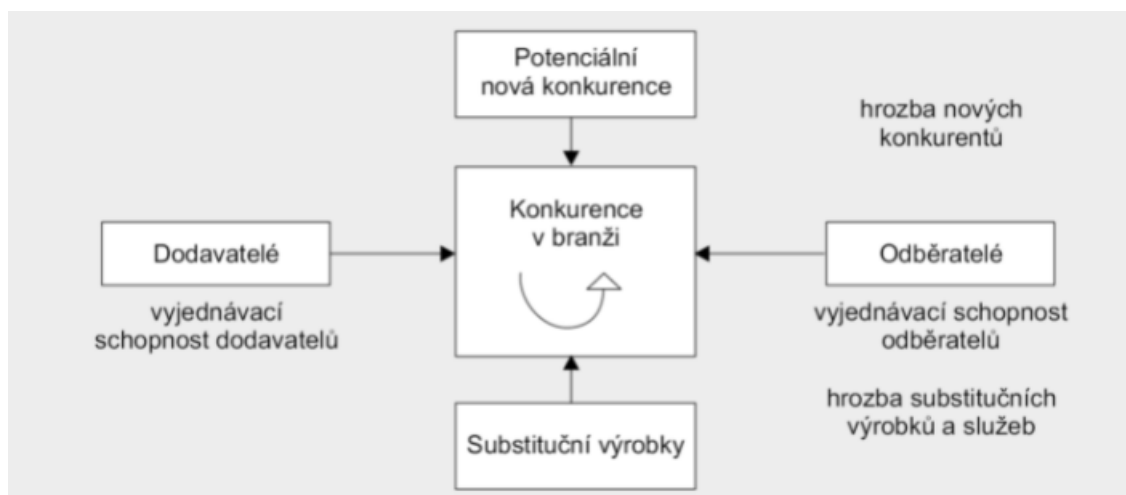 Potenciální
nová konkurence
hrozba nových
konkurentů
Konkurence
v branži
Dodavatelé
Odběratelé
vyjednávací
schopnost dodavatelů
vyjednávací schopnost
odběratelů
hrozba substitučních
výrobků a služeb
Substituční výrobky